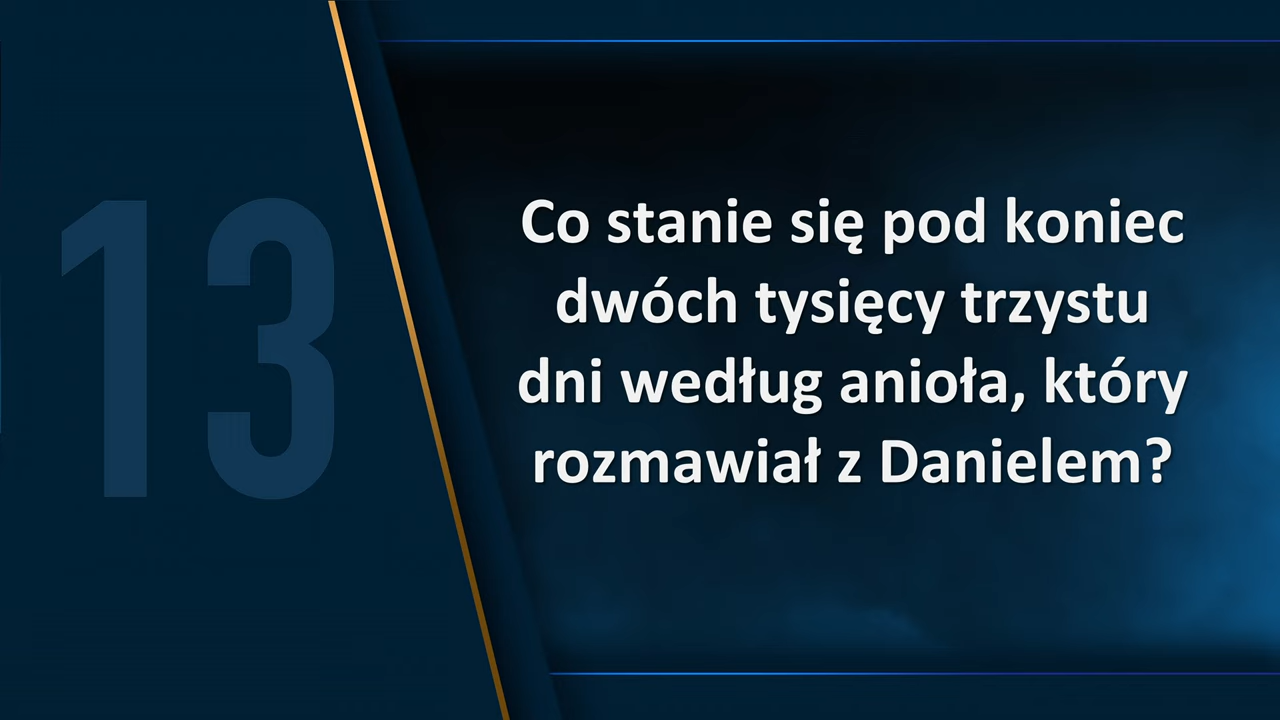 13
Co stanie się pod koniec
dwóch tysięcy trzystu
dni według anioła, który
rozmawiał z Danielem?